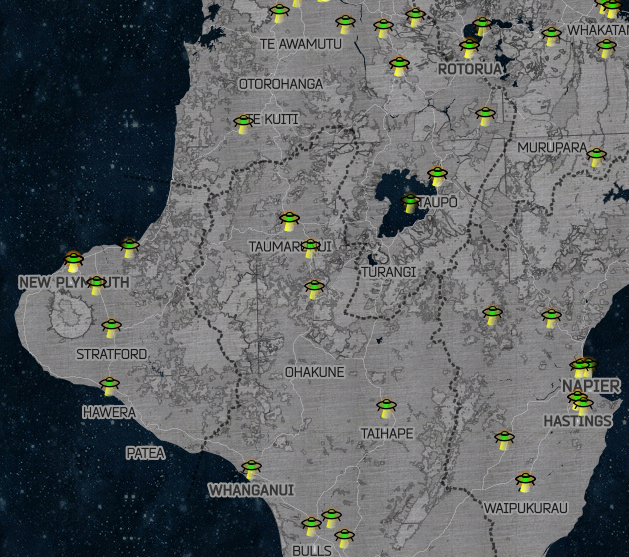 WHAKATAN
TE AWAMUTU
ROTORUA
OTOROHANGA
TE KUITI
MURUPARA
TAUPO
TAUMARUNUI
TURANGI
NEW PLYMOUTH
STRATFORD
OHAKUNE
NAPIER
HAWERA
HASTINGS
TAIHAPE
PATEA
WHANGANUI
WAIPUKURAU
BULLS